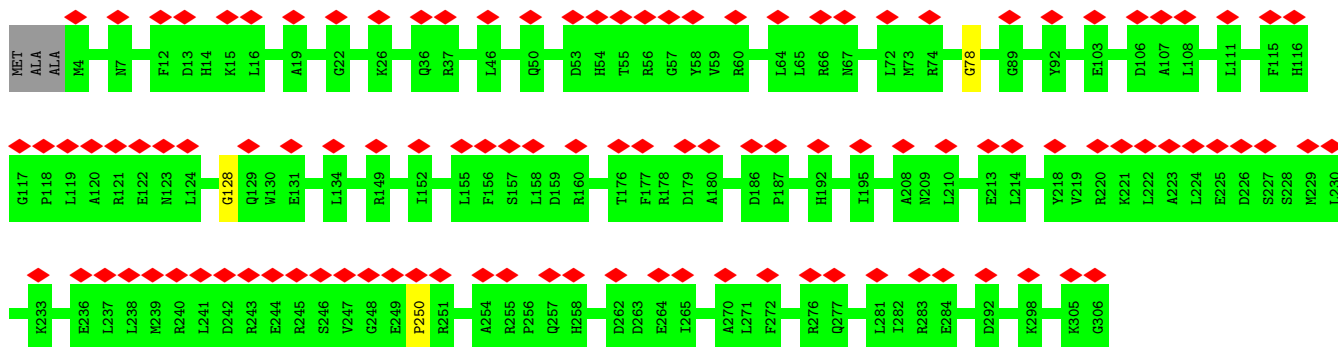 MET ALA ALA M4 N7 F12 D13 H14 K15 L16 A19 G22 K26 Q36 R37 L46 Q50 D53 H54 T55 R56 G57 Y58 V59 R60 L64 L65 R66 N67 L72 M73 R74 G78 G89 Y92 E103 D106 A107 L108 L111 F115 H116
G117 P118 L119 A120 R121 E122 N123 L124 G128 Q129 W130 E131 L134 R149 I152 L155 F156 S157 L158 D159 R160 T176 F177 R178 D179 A180 D186 P187 H192 I195 A208 N209 L210 E213 L214 Y218 V219 R220 K221 L222 A223 L224 E225 D226 S227 S228 M229 L230
K233 E236 L237 L238 M239 R240 L241 D242 R243 E244 R245 S246 V247 G248 E249 P250 R251 A254 R255 P256 Q257 H258 D262 D263 E264 I265 A270 L271 F272 R276 Q277 L281 I282 R283 E284 D292 K298 K305 G306